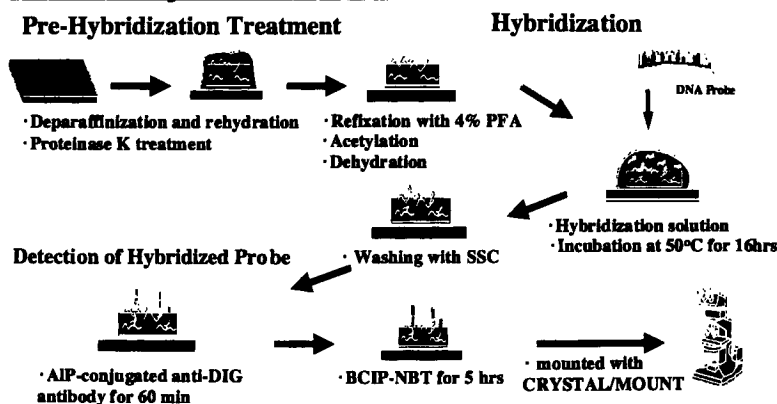 Pre-Hybridization Treatment
Hybridization
DNA Probe
· Deparaffinization and rehydration
· Proteinase K treatment
· Refixation with 4% PFA
· Acetylation
· Dehydration
· Hybridization solution
· Incubation at 50°C for 16hrs
· Washing with SSC
Detection of Hybridized Probe
· AlP-conjugated anti-DIG
antibody for 60 min
· BCIP-NBT for 5 hrs
· mounted with
CRYSTAL/MOUNT